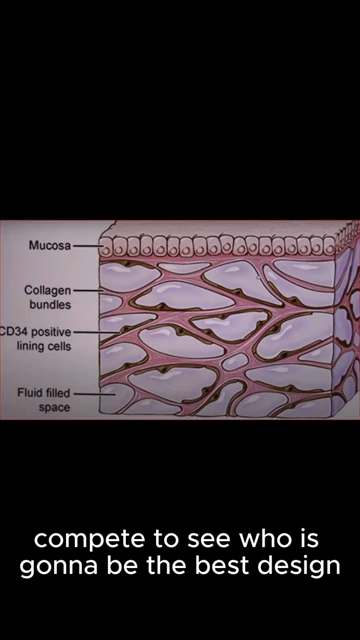 Mucosa
Collagen
bundles
CD34 positive
lining cells
Fluid filled
space
compete to see who is
gonna be the best design